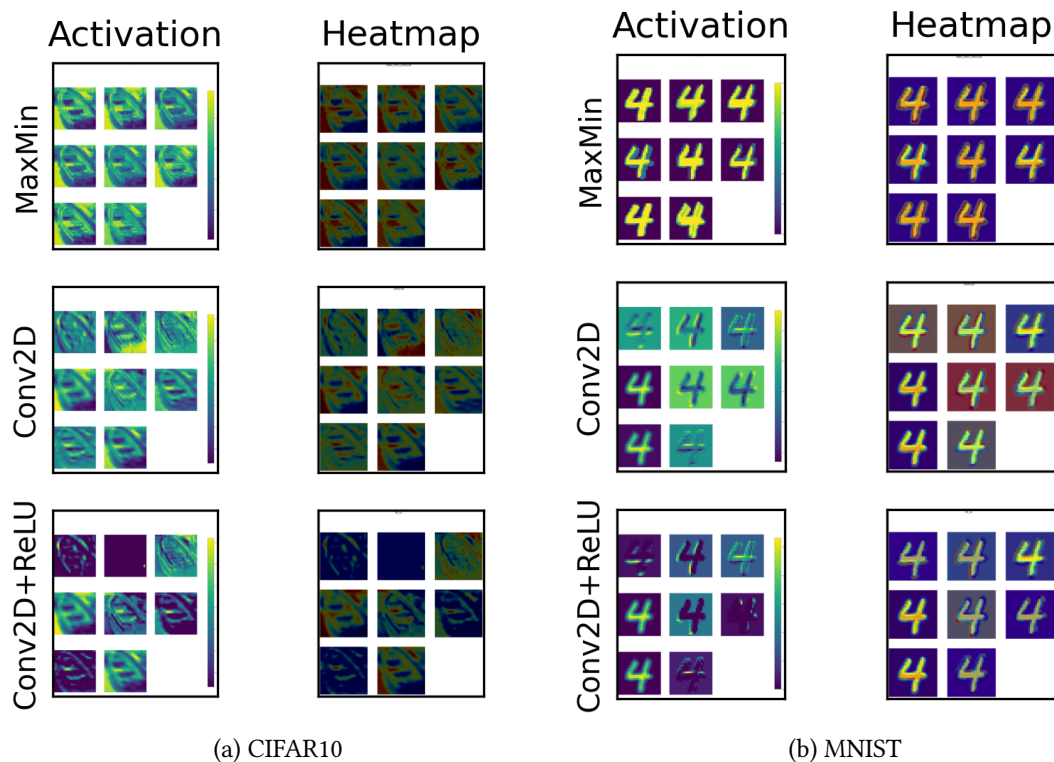 Activation Heatmap
MaxMin
Conv2D
Conv2D+ReLU
(a) CIFAR10
Activation Heatmap
MaxMin
Conv2D
Conv2D+ReLU
(b) MNIST